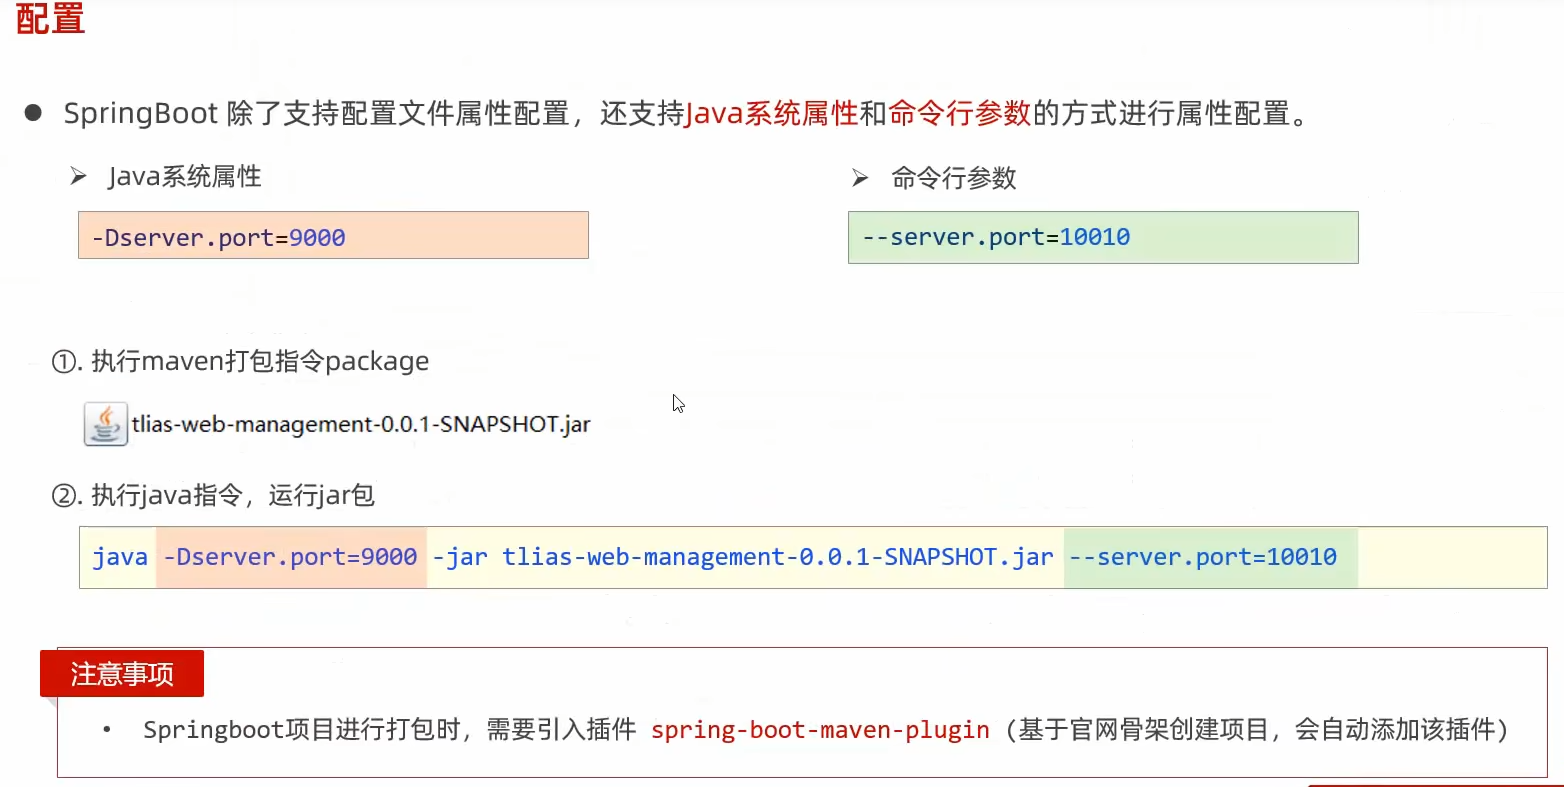 配置
● SpringBoot 除了支持配置文件属性配置，还支持Java系统属性和命令行参数的方式进行属性配置。
➢ Java系统属性
-Dserver.port=9000
➢ 命令行参数
--server.port=10010
①. 执行maven打包指令package
tlias-web-management-0.0.1-SNAPSHOT.jar
②. 执行java指令，运行jar包
java -Dserver.port=9000 -jar tlias-web-management-0.0.1-SNAPSHOT.jar --server.port=10010
注意事项
• Springboot项目进行打包时，需要引入插件 spring-boot-maven-plugin (基于官网骨架创建项目，会自动添加该插件)